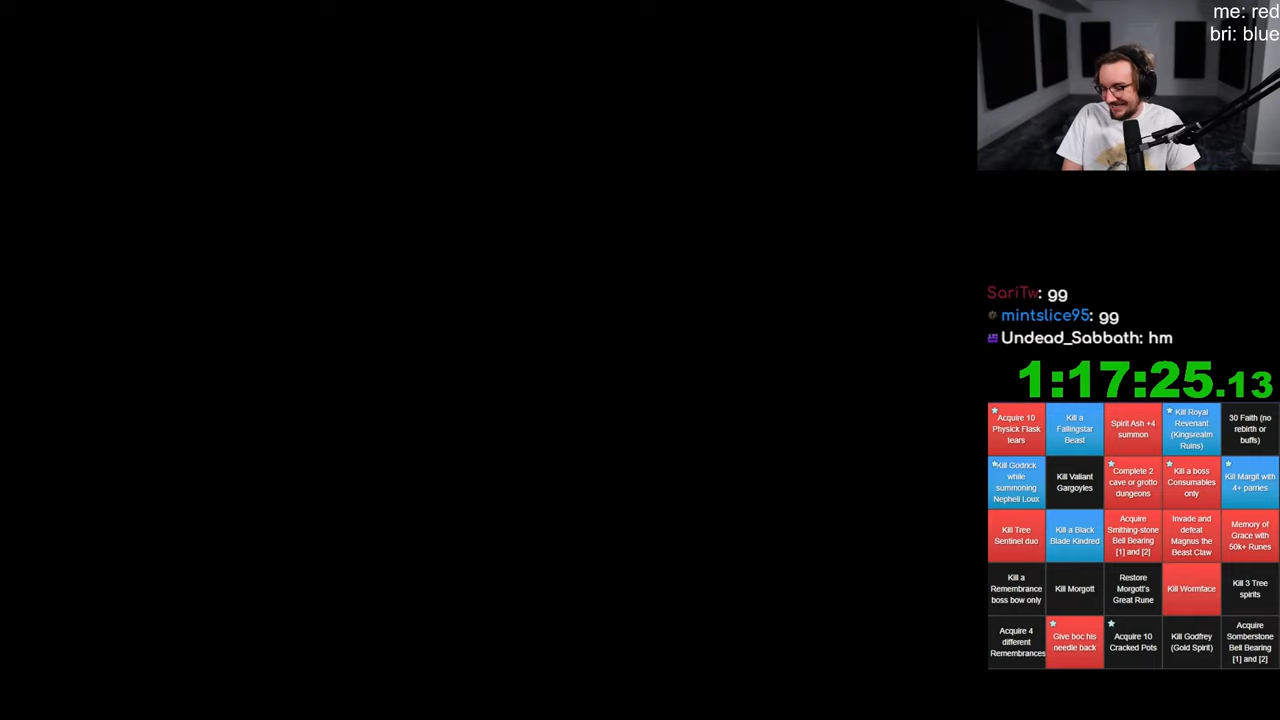 me: red
bri: blue
SariTw: gg
mintslice95: gg
Undead_Sabbath: hm
1:17:25.13
Acquire 10
Physick Flask
tears
Kill a
Fallingstar
Beast
Spirit Ash +4
summon
Kill Royal
Revenant
(Kingsrealm
Ruins)
30 Faith (no
rebirth or
buffs)
Kill Godrick
while
summoning
Nepheli Loux
Kill Valiant
Gargoyles
Complete 2
cave or grotto
dungeons
Kill a boss
Consumables
only
Kill Margit with
4+ parries
Kill Tree
Sentinel duo
Kill a Black
Blade Kindred
Acquire
Smithing-stone
Bell Bearing
[1] and [2]
Invade and
defeat
Magnus the
Beast Claw
Memory of
Grace with
50k+ Runes
Kill a
Remembrance
boss bow only
Kill Morgott
Restore
Morgott's
Great Rune
Kill Wormface
Kill 3 Tree
spirits
Acquire 4
different
Remembrances
Give boc his
needle back
Acquire 10
Cracked Pots
Kill Godfrey
(Gold Spirit)
Acquire
Somberstone
Bell Bearing
[1] and [2]